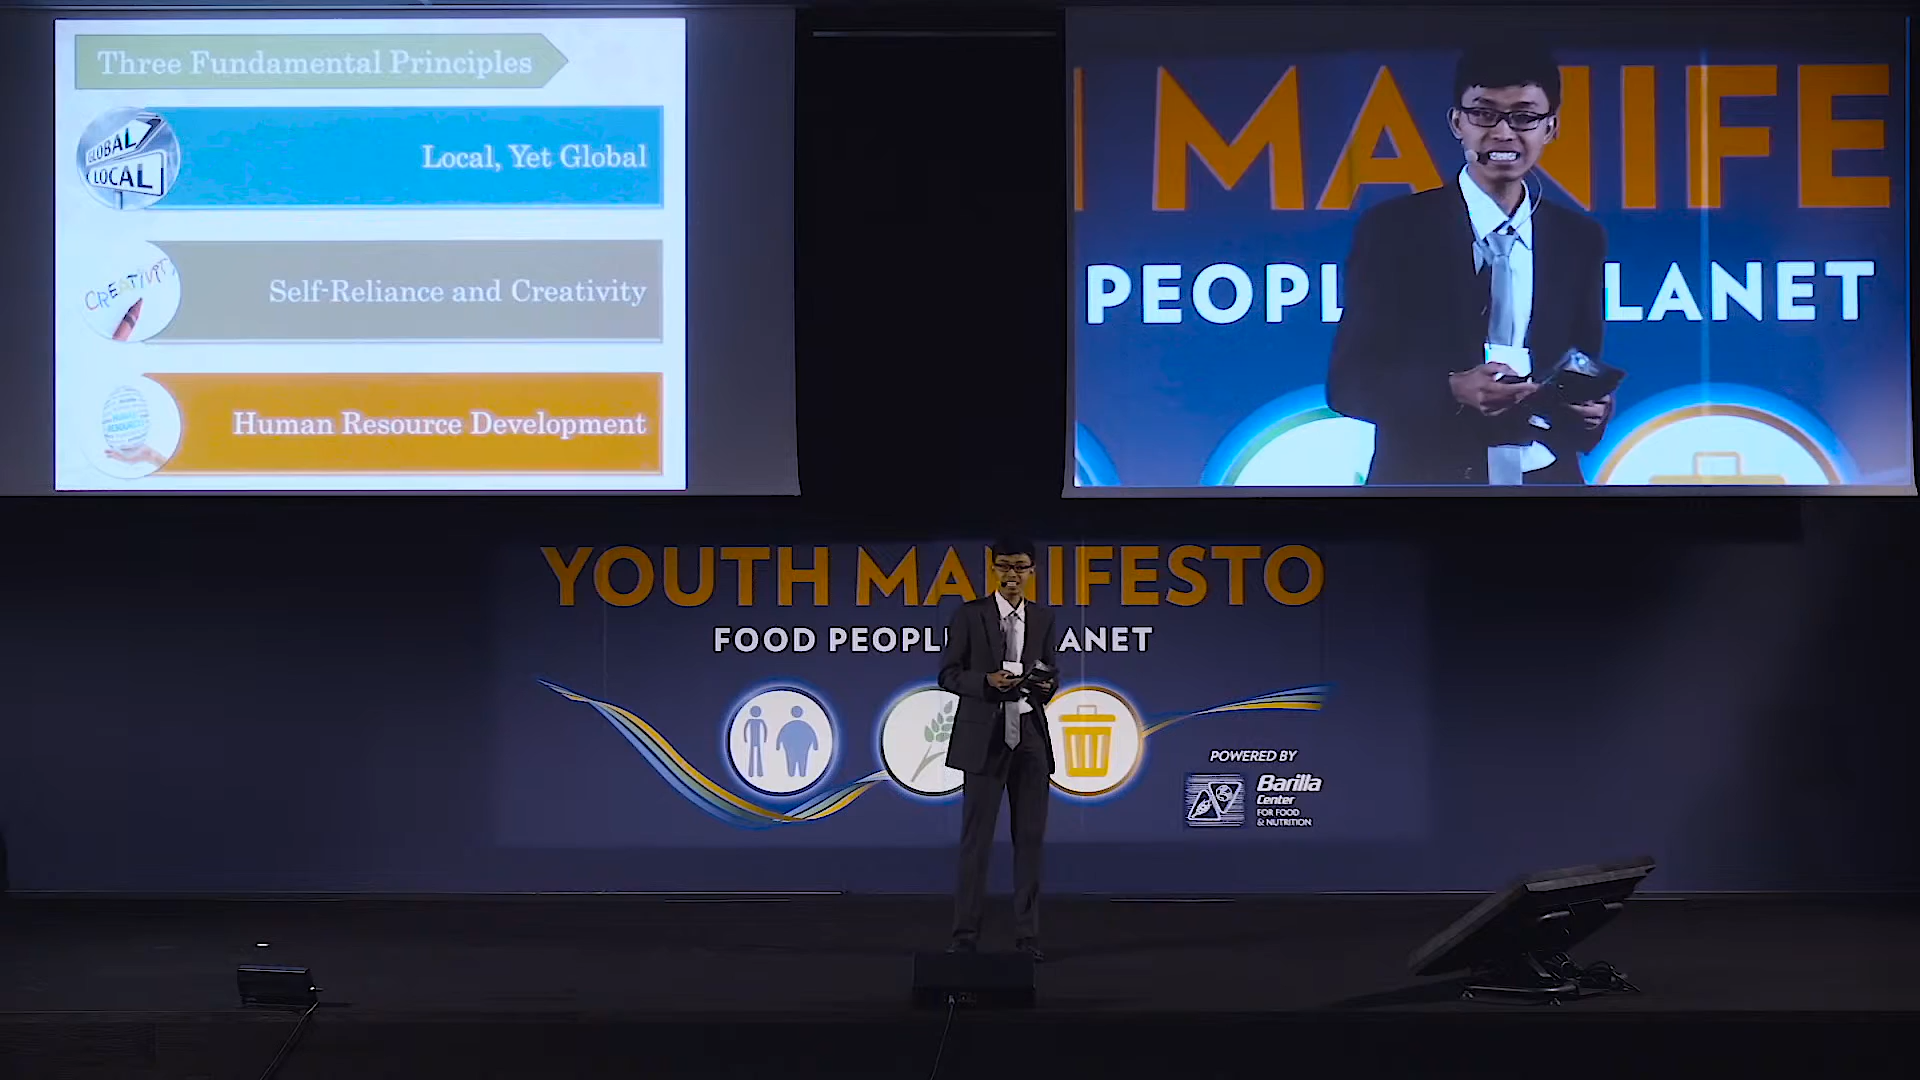 Three Fundamental Principles
GLOBAL
LOCAL
Local, Yet Global
CREATIVITY
Self-Reliance and Creativity
Human Resource Development
MANIFE
PEOPL LANET
YOUTH MANIFESTO
FOOD PEOPL LANET
POWERED BY
Barilla
Center
FOR FOOD
& NUTRITION